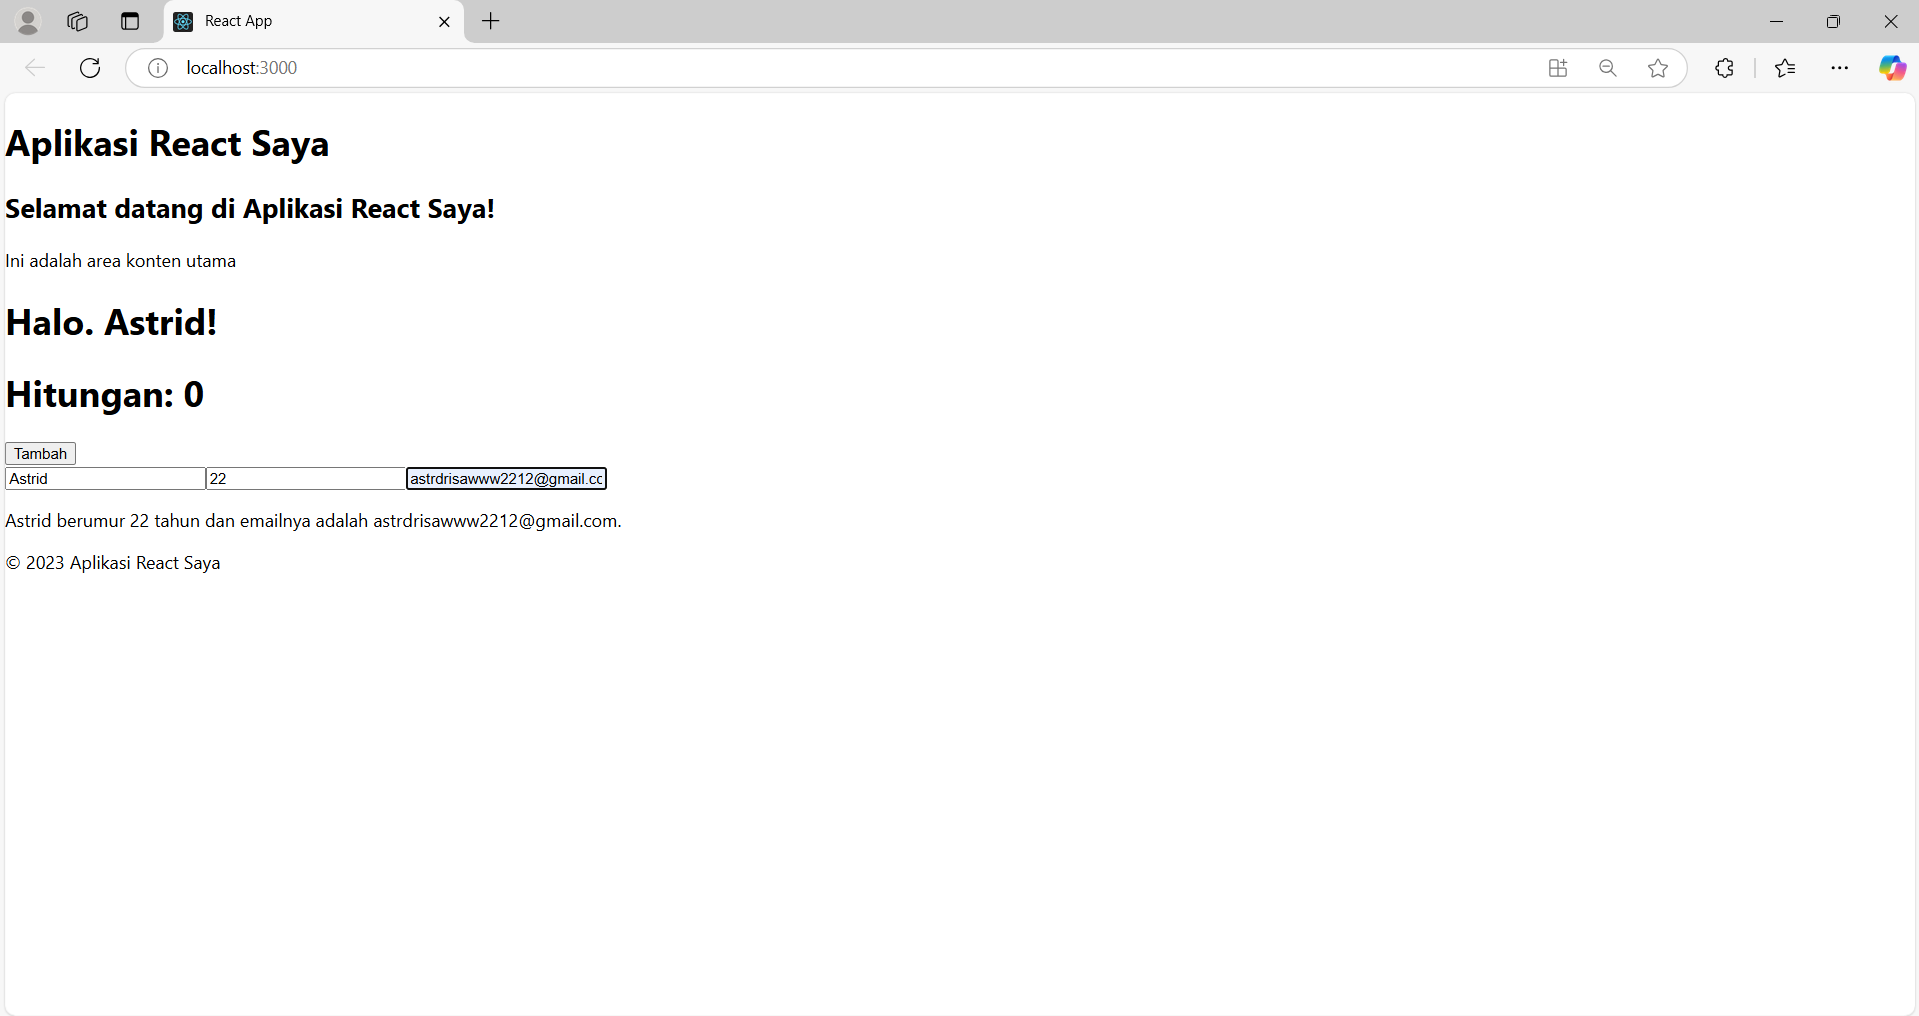 React App
localhost:3000
Aplikasi React Saya
Selamat datang di Aplikasi React Saya!
Ini adalah area konten utama
Halo. Astrid!
Hitungan: 0
Tambah
Astrid 22 astrdrisawww2212@gmail.cc
Astrid berumur 22 tahun dan emailnya adalah astrdrisawww2212@gmail.com.
© 2023 Aplikasi React Saya